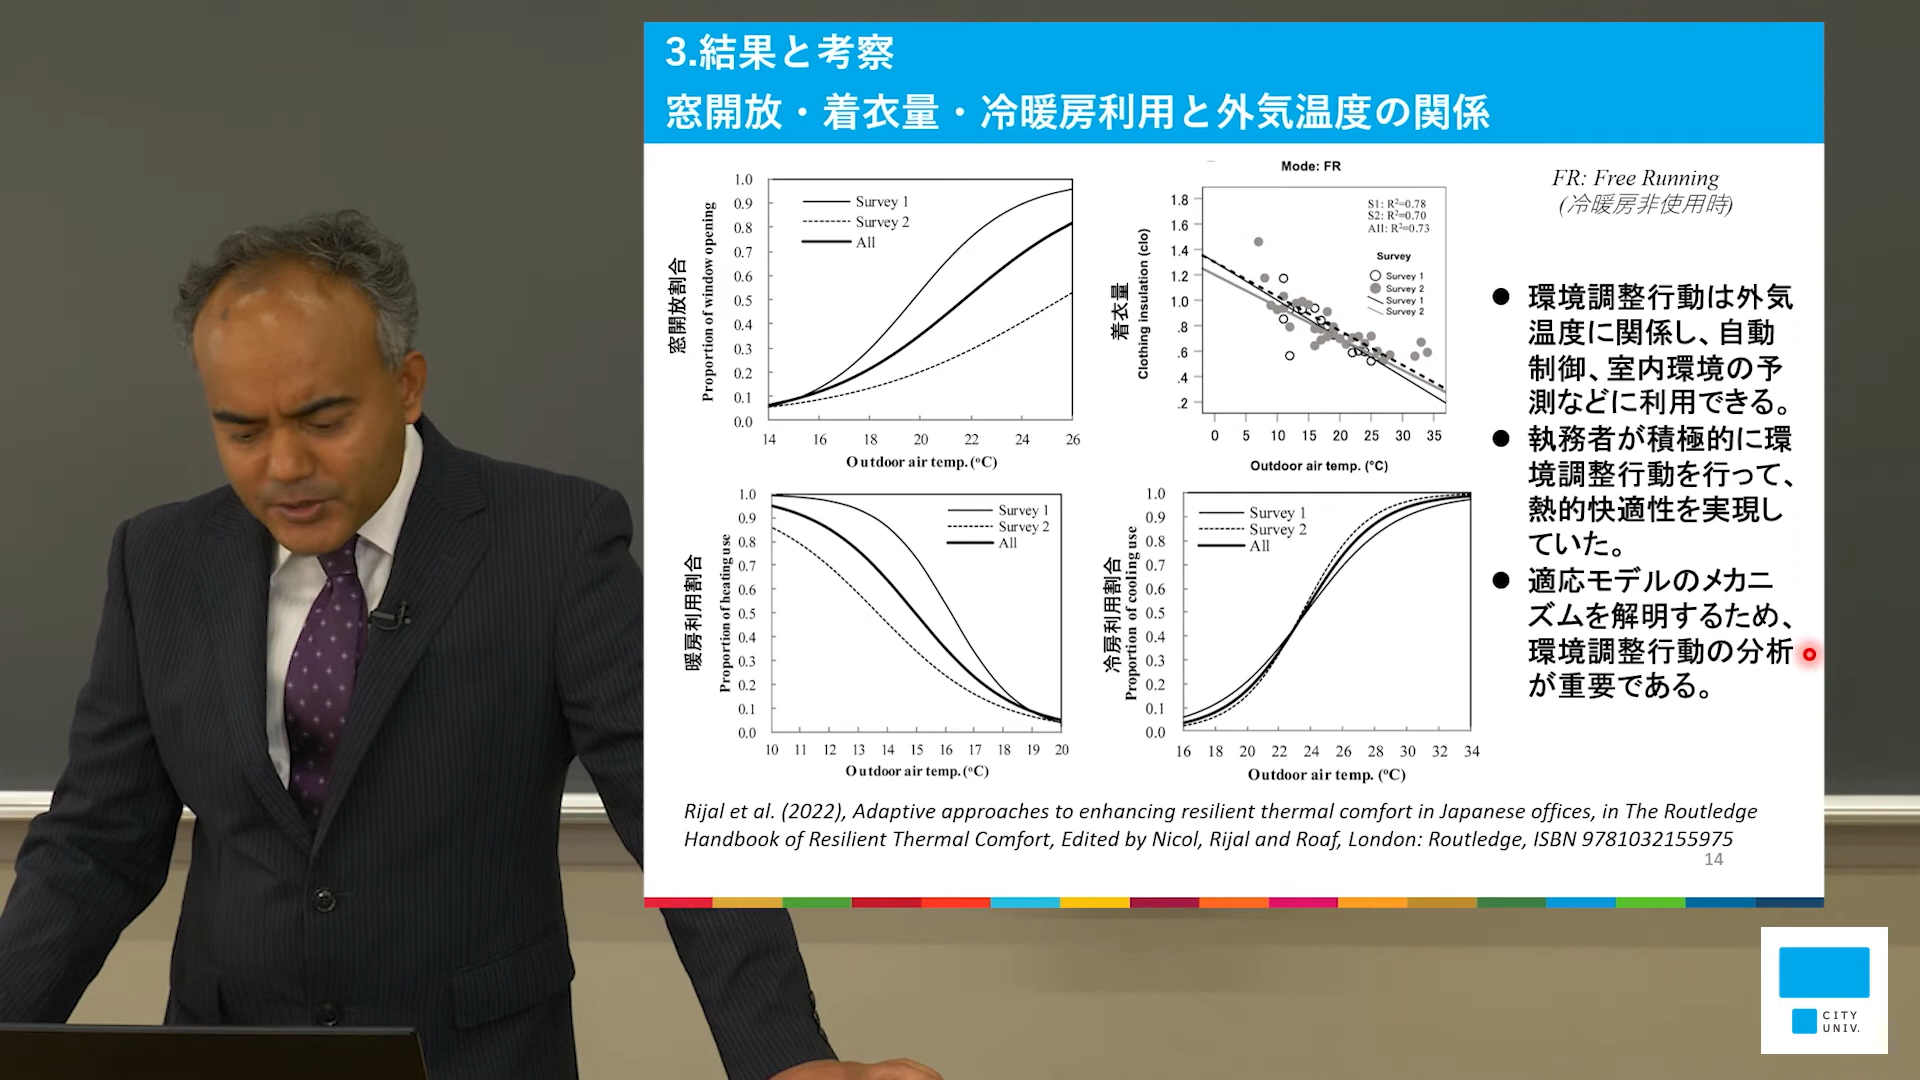 3.結果と考察
窓開放・着衣量・冷暖房利用と外気温度の関係
窓開放割合
Proportion of window opening
1.0
0.9
0.8
0.7
0.6
0.5
0.4
0.3
0.2
0.1
0.0
Survey 1
Survey 2
All
14 16 18 20 22 24 26
Outdoor air temp.(ºC)
Mode: FR
着衣量
Clothing insulation (clo)
1.8
1.6
1.4
1.2
1.0
.8
.6
.4
.2
S1: R²=0.78
S2: R²=0.70
All: R²=0.73
Survey
Survey 1
Survey 2
Survey 1
Survey 2
0 5 10 15 20 25 30 35
Outdoor air temp. (°C)
暖房利用割合
Proportion of heating use
1.0
0.9
0.8
0.7
0.6
0.5
0.4
0.3
0.2
0.1
0.0
Survey 1
Survey 2
All
10 11 12 13 14 15 16 17 18 19 20
Outdoor air temp.(ºC)
冷房利用割合
Proportion of cooling use
1.0
0.9
0.8
0.7
0.6
0.5
0.4
0.3
0.2
0.1
0.0
Survey 1
Survey 2
All
16 18 20 22 24 26 28 30 32 34
Outdoor air temp. (ºC)
FR: Free Running
(冷暖房非使用時)
● 環境調整行動は外気
温度に関係し、自動
制御、室内環境の予
測などに利用できる。
● 執務者が積極的に環
境調整行動を行って、
熱的快適性を実現し
ていた。
● 適応モデルのメカニ
ズムを解明するため、
環境調整行動の分析
が重要である。
Rijal et al. (2022), Adaptive approaches to enhancing resilient thermal comfort in Japanese offices, in The Routledge
Handbook of Resilient Thermal Comfort, Edited by Nicol, Rijal and Roaf, London: Routledge, ISBN 9781032155975
14
CITY
UNIV.